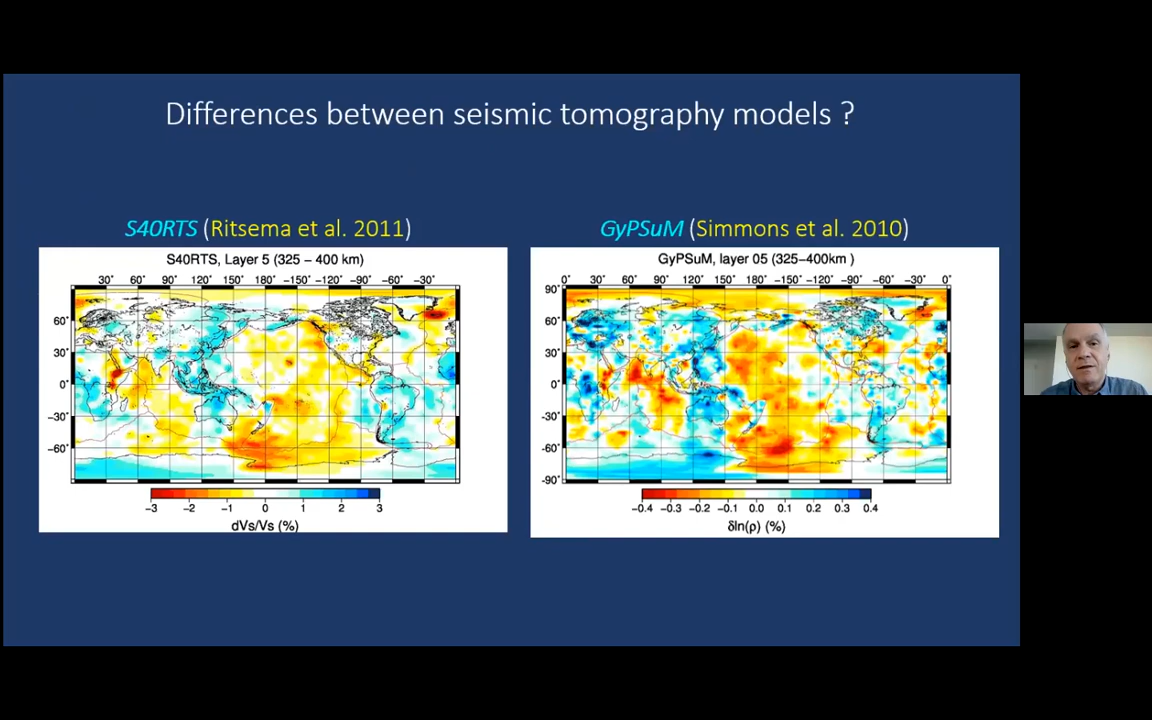 Differences between seismic tomography models ?
S40RTS (Ritsema et al. 2011)
S40RTS, Layer 5 (325 – 400 km)
30° 60° 90° 120° 150° 180° −150° −120° −90° −60° −30°
60°
30°
0°
−30°
−60°
−3 −2 −1 0 1 2 3
dVs/Vs (%)
GyPSuM (Simmons et al. 2010)
GyPSuM, layer 05 (325−400km )
0° 30° 60° 90° 120° 150° 180° −150° −120° −90° −60° −30° 0°
90°
60°
30°
0°
−30°
−60°
−90°
−0.4 −0.3 −0.2 −0.1 0.0 0.1 0.2 0.3 0.4
δln(ρ) (%)